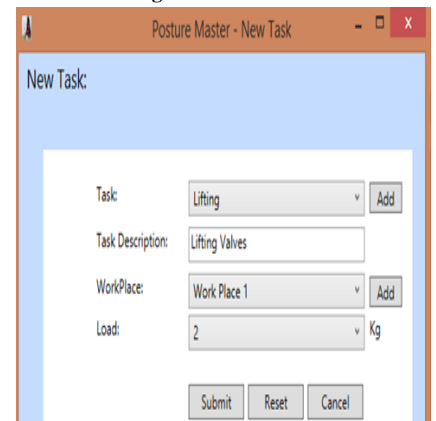 Posture Master - New Task
New Task:
Task: Lifting Add
Task Description: Lifting Valves
WorkPlace: Work Place 1 Add
Load: 2 Kg
Submit Reset Cancel